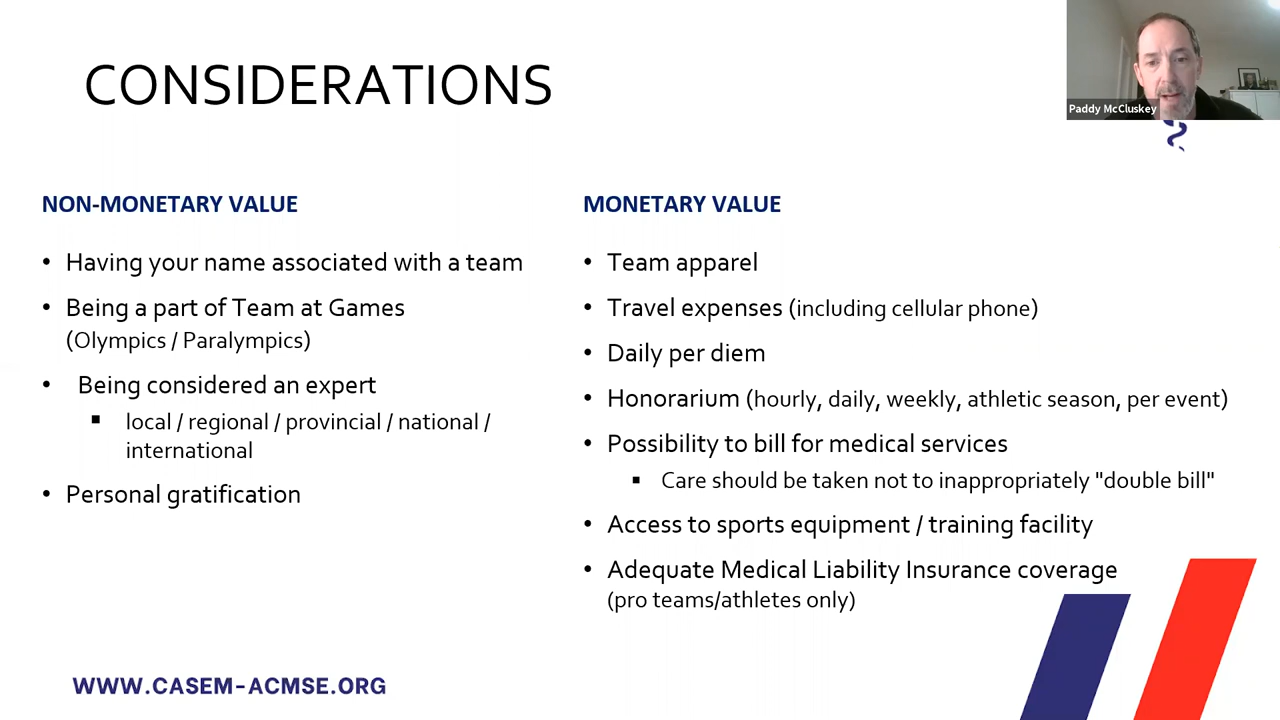 CONSIDERATIONS
Paddy McCluskey
NON-MONETARY VALUE
• Having your name associated with a team
• Being a part of Team at Games
(Olympics / Paralympics)
• Being considered an expert
▪ local / regional / provincial / national /
international
• Personal gratification
MONETARY VALUE
• Team apparel
• Travel expenses (including cellular phone)
• Daily per diem
• Honorarium (hourly, daily, weekly, athletic season, per event)
• Possibility to bill for medical services
▪ Care should be taken not to inappropriately "double bill"
• Access to sports equipment / training facility
• Adequate Medical Liability Insurance coverage
(pro teams/athletes only)
WWW.CASEM-ACMSE.ORG